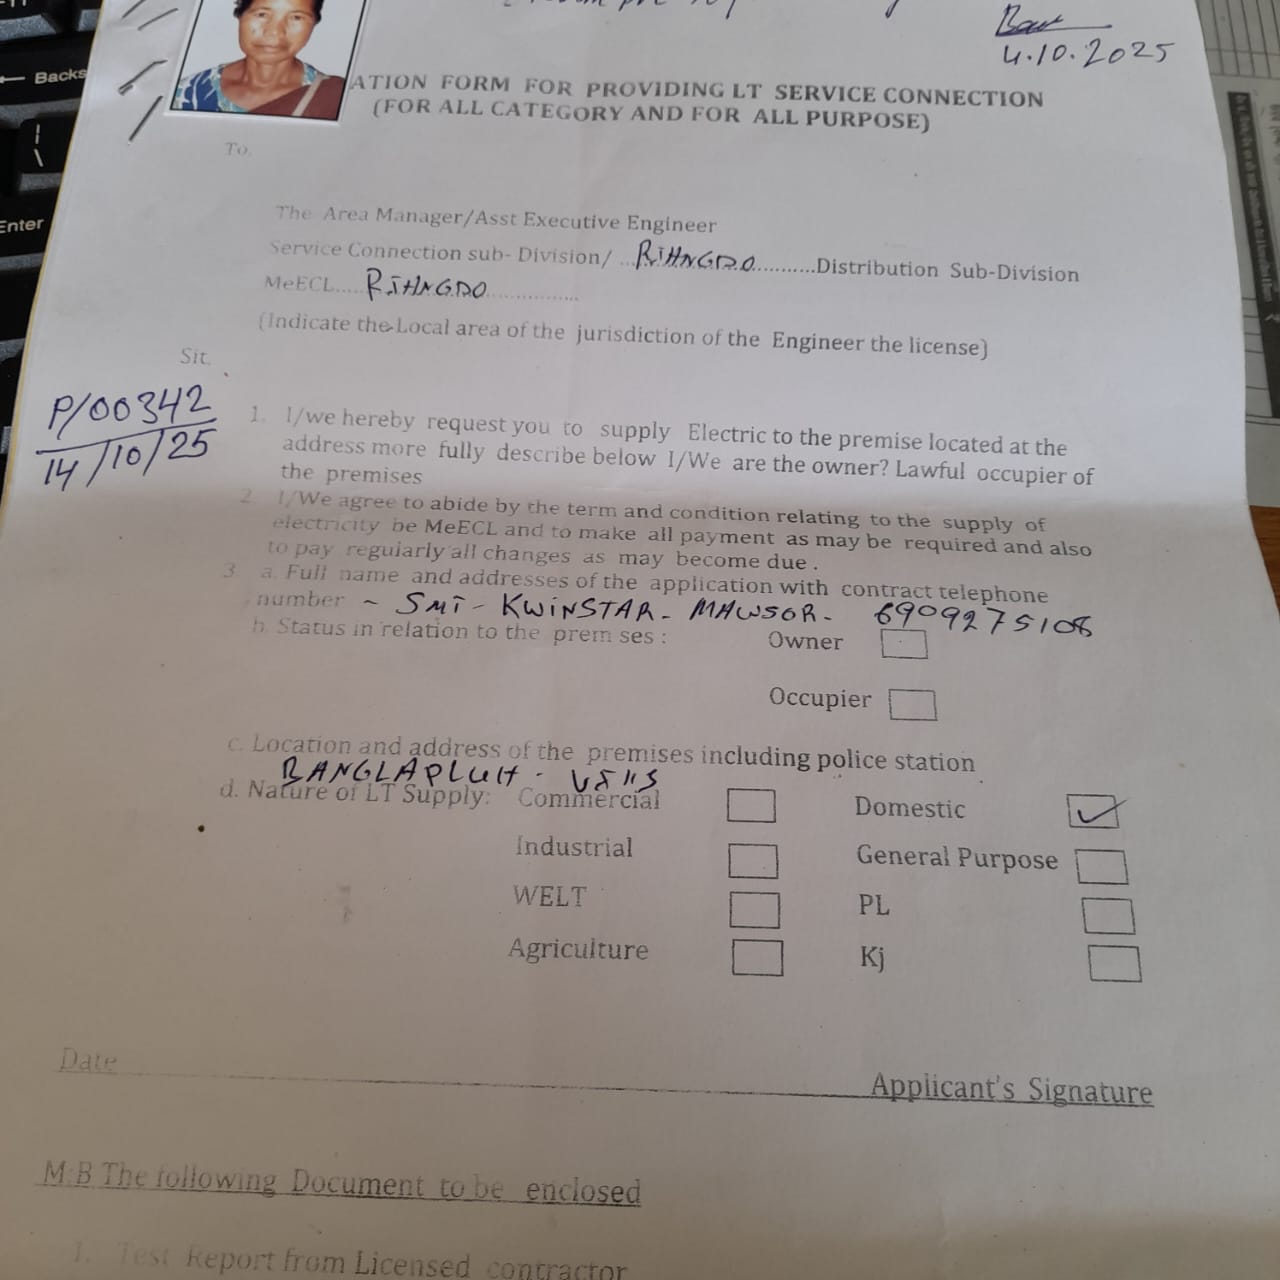 4.10.2025
ATION FORM FOR PROVIDING LT SERVICE CONNECTION
(FOR ALL CATEGORY AND FOR ALL PURPOSE)
To,
The Area Manager/Asst Executive Engineer
Service Connection sub- Division/ ...RiHNGDO...........Distribution Sub-Division
MeECL.....RIHNGDO................
(Indicate the Local area of the jurisdiction of the Engineer the license)
Sit.
P/00342
14/10/25
1. I/we hereby request you to supply Electric to the premise located at the
address more fully describe below I/We are the owner? Lawful occupier of
the premises
2. I/We agree to abide by the term and condition relating to the supply of
electricity be MeECL and to make all payment as may be required and also
to pay reguiarly all changes as may become due .
3 a. Full name and addresses of the application with contract telephone
number ~ SMT - KWINSTAR - MAWSOR - 6909275108
b. Status in relation to the prem ses : Owner
Occupier
c. Location and address of the premises including police station
BANGLAPLUH -
d. Nature of LT Supply: Commercial Domestic ✓
Industrial General Purpose
WELT PL
Agriculture Kj
Date
Applicant's Signature
M:B The following Document to be enclosed
1. Test Report from Licensed contractor
Backs
Enter